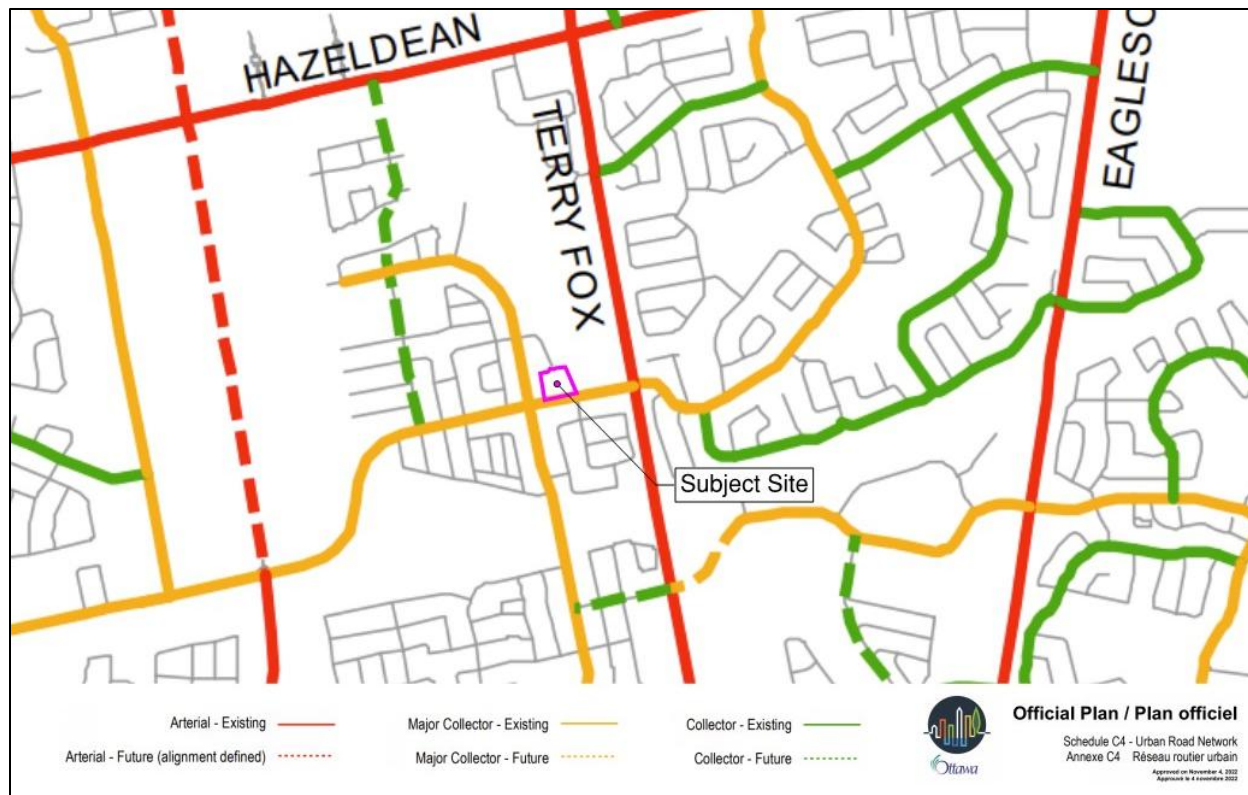 HAZELDEAN
TERRY FOX
EAGLESO
Subject Site
Arterial - Existing
Arterial - Future (alignment defined)
Major Collector - Existing
Major Collector - Future
Collector - Existing
Collector - Future
Ottawa
Official Plan / Plan officiel
Schedule C4 - Urban Road Network
Annexe C4 Réseau routier urbain
Approved on November 4, 2022
Approuvé le 4 novembre 2022